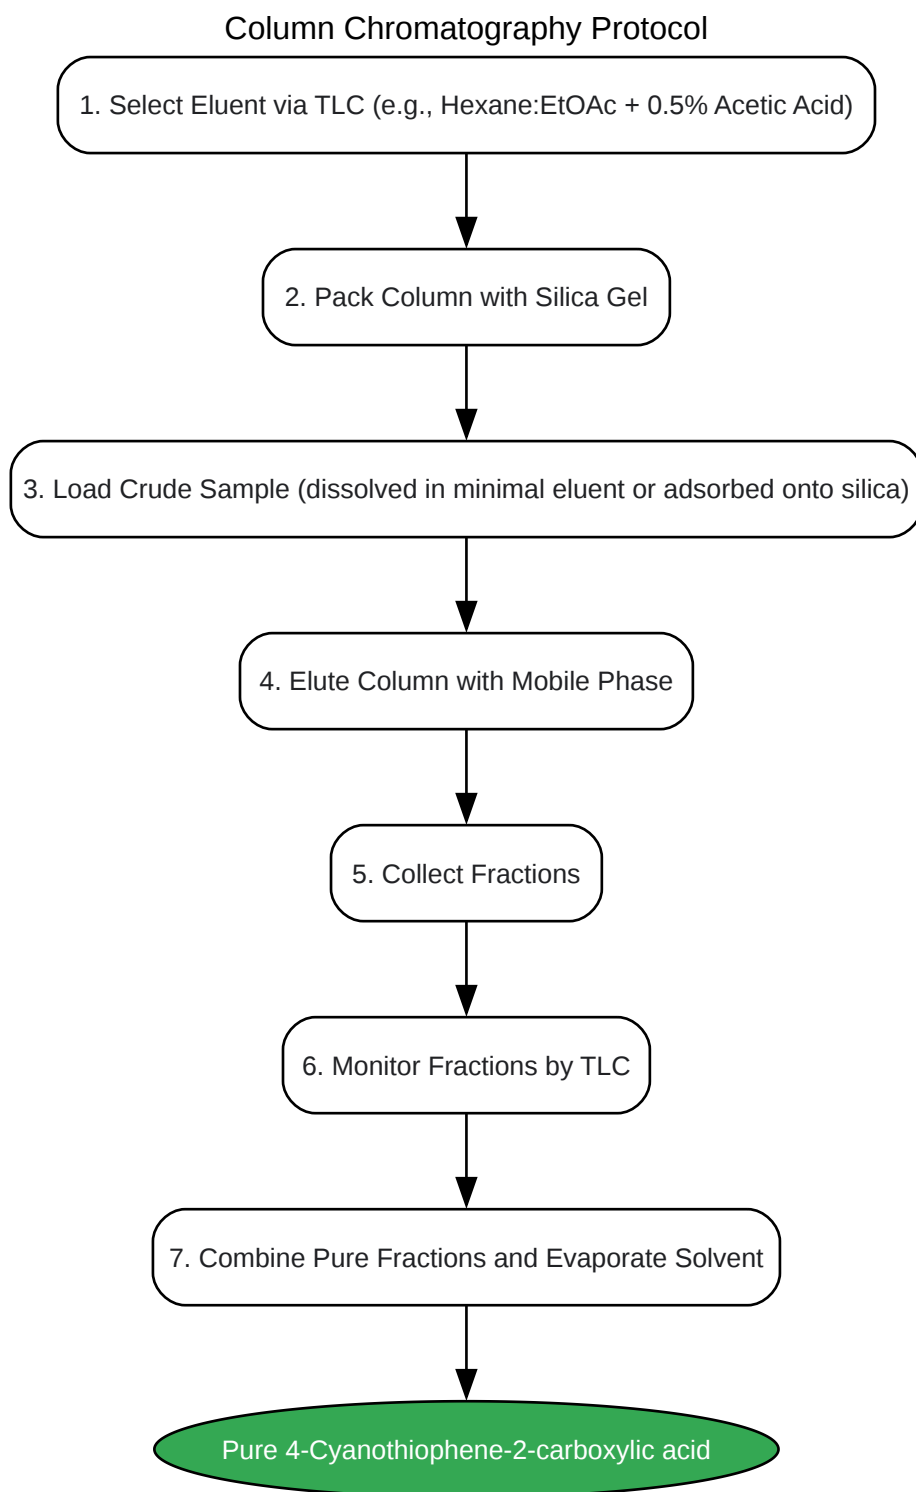 Column Chromatography Protocol
1. Select Eluent via TLC (e.g., Hexane:EtOAc + 0.5% Acetic Acid)
2. Pack Column with Silica Gel
3. Load Crude Sample (dissolved in minimal eluent or adsorbed onto silica)
4. Elute Column with Mobile Phase
5. Collect Fractions
6. Monitor Fractions by TLC
7. Combine Pure Fractions and Evaporate Solvent
Pure 4-Cyanothiophene-2-carboxylic acid